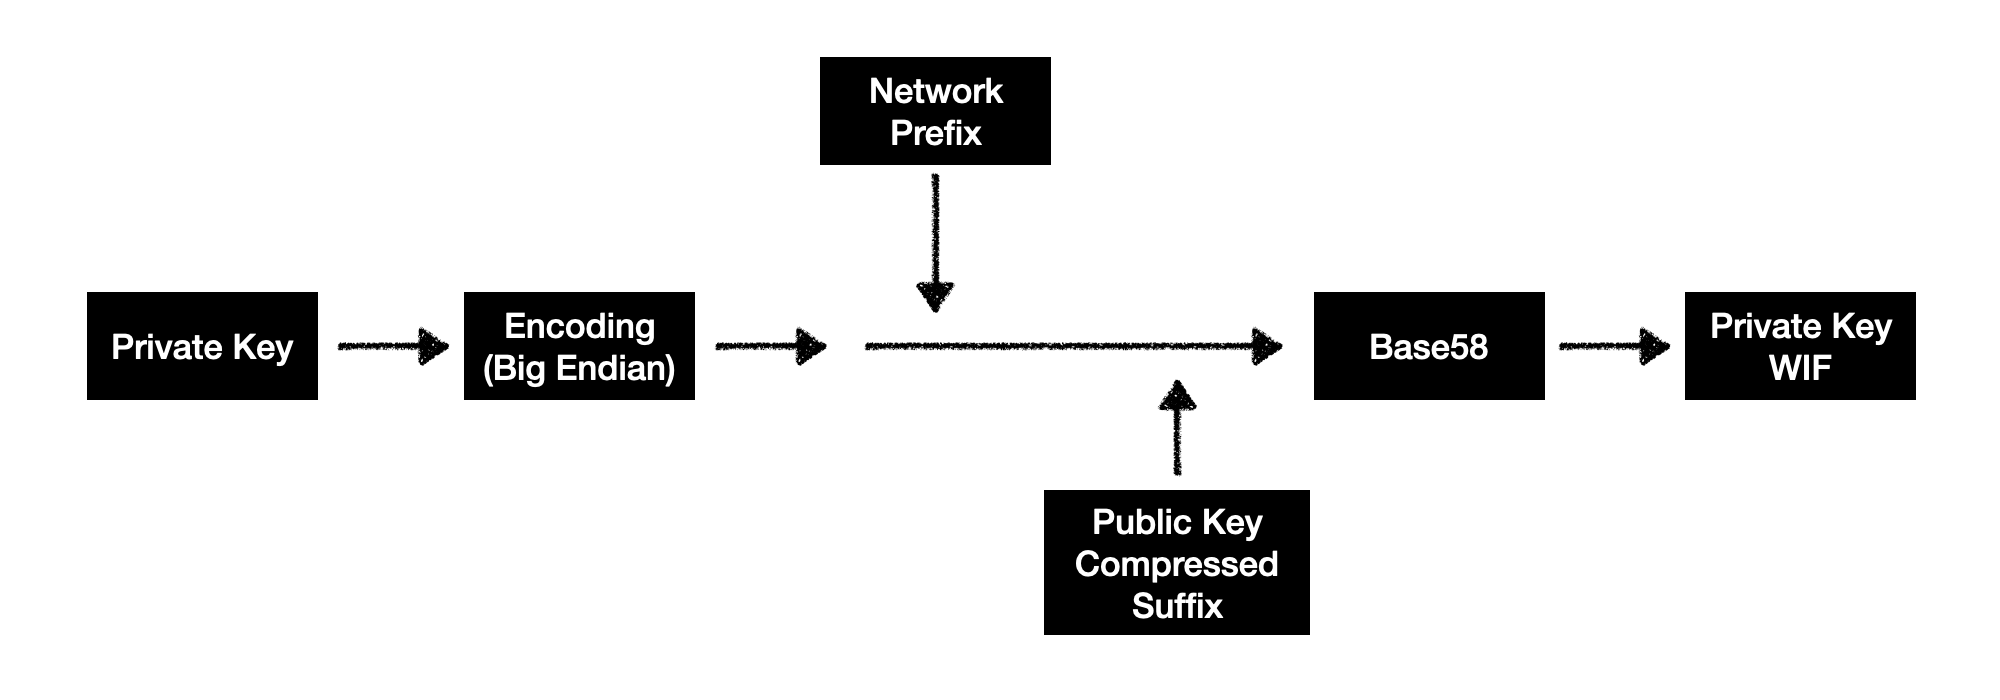 Network
Prefix
Private Key
Encoding
(Big Endian)
Base58
Private Key
WIF
Public Key
Compressed
Suffix